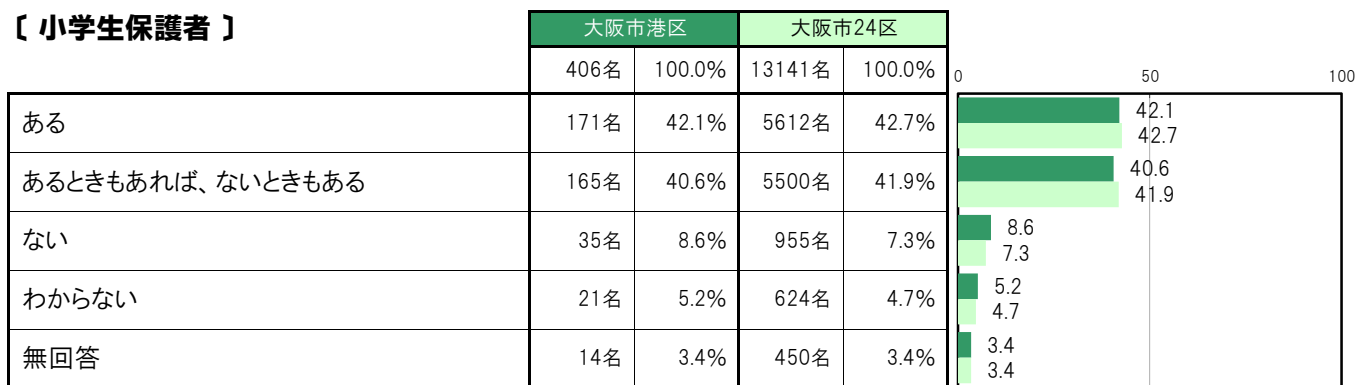 〔 小学生保護者 〕
大阪市港区 大阪市24区
406名 100.0% 13141名 100.0% 0 50 100
ある 171名 42.1% 5612名 42.7% 42.1
42.7
あるときもあれば、ないときもある 165名 40.6% 5500名 41.9% 40.6
41.9
ない 35名 8.6% 955名 7.3% 8.6
7.3
わからない 21名 5.2% 624名 4.7% 5.2
4.7
無回答 14名 3.4% 450名 3.4% 3.4
3.4